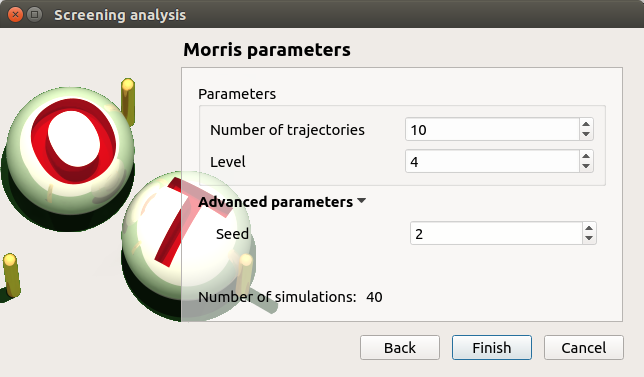 Screening analysis
Morris parameters
Parameters
Number of trajectories 10
Level 4
Advanced parameters
Seed 2
Number of simulations: 40
Back Finish Cancel
O
T